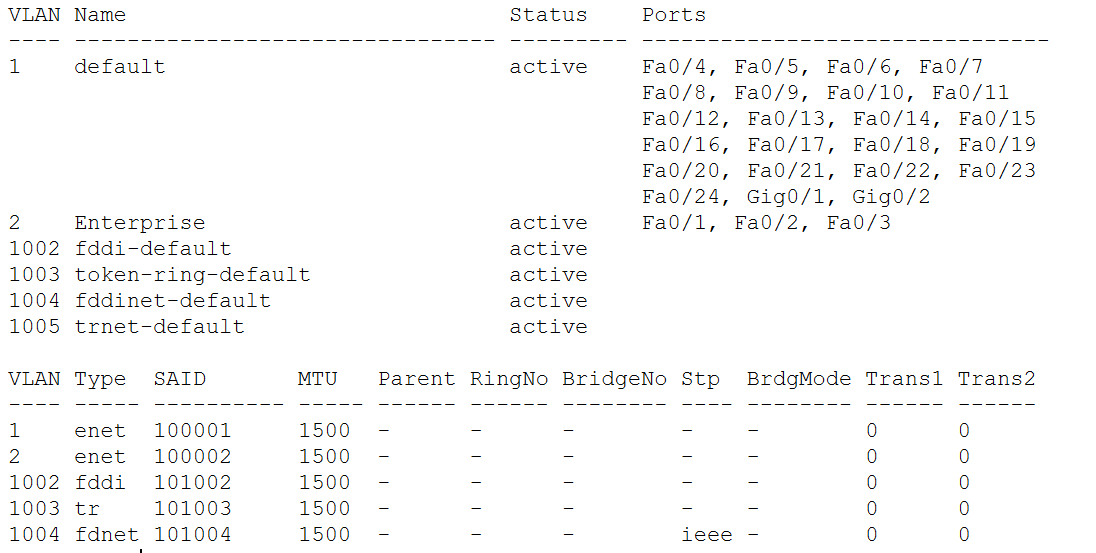 VLAN Name                             Status    Ports
---- -------------------------------- --------- -------------------------------
1    default                          active    Fa0/4, Fa0/5, Fa0/6, Fa0/7
                                                Fa0/8, Fa0/9, Fa0/10, Fa0/11
                                                Fa0/12, Fa0/13, Fa0/14, Fa0/15
                                                Fa0/16, Fa0/17, Fa0/18, Fa0/19
                                                Fa0/20, Fa0/21, Fa0/22, Fa0/23
                                                Fa0/24, Gig0/1, Gig0/2
2    Enterprise                       active    Fa0/1, Fa0/2, Fa0/3
1002 fddi-default                     active
1003 token-ring-default               active
1004 fddinet-default                  active
1005 trnet-default                    active
VLAN Type  SAID       MTU   Parent RingNo BridgeNo Stp  BrdgMode Trans1 Trans2
---- ----- ---------- ----- ------ ------ -------- ---- -------- ------ ------
1    enet  100001     1500  -      -      -        -    -        0      0
2    enet  100002     1500  -      -      -        -    -        0      0
1002 fddi  101002     1500  -      -      -        -    -        0      0
1003 tr    101003     1500  -      -      -        -    -        0      0
1004 fdnet 101004     1500  -      -      -        ieee -        0      0